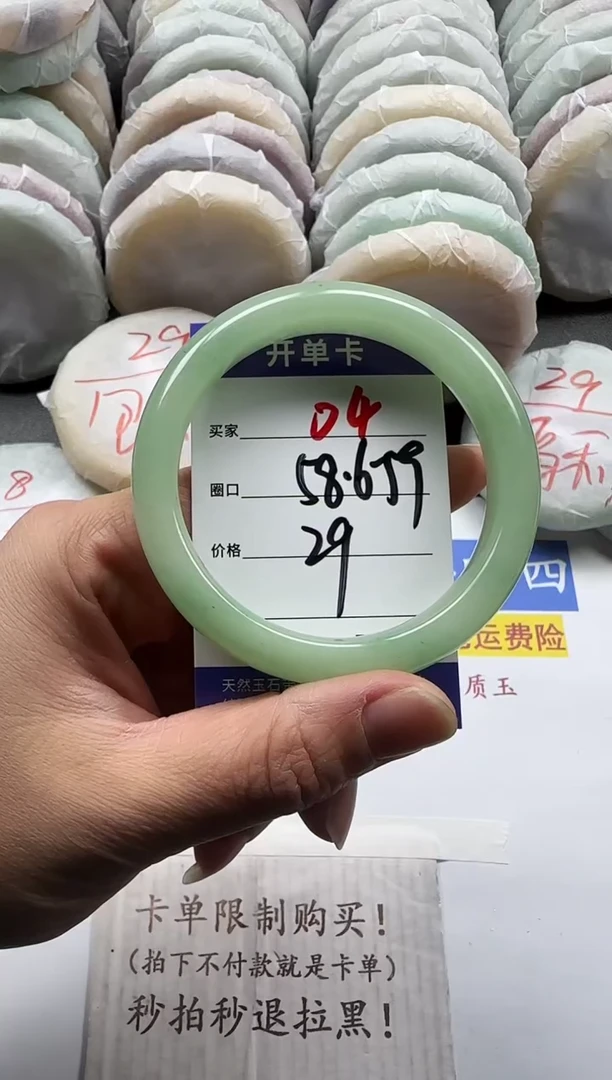 29
29
8
开单卡
买家 04
圈口 58.659
价格 29
四
运费险
天然玉石
质玉
卡单限制购买！
（拍下不付款就是卡单）
秒拍秒退拉黑！